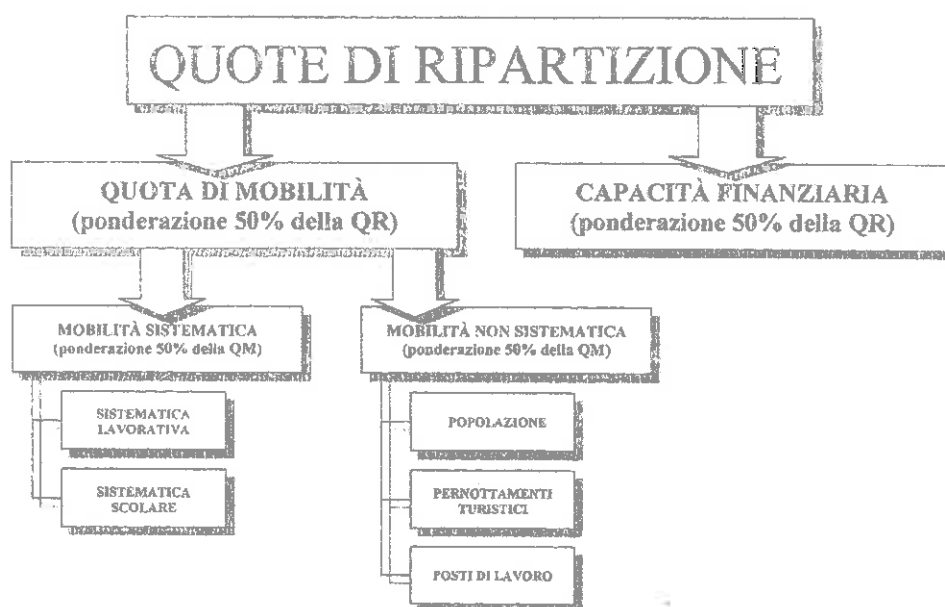 QUOTE DI RIPARTIZIONE
QUOTA DI MOBILITÀ
(ponderazione 50% della QR)
CAPACITÀ FINANZIARIA
(ponderazione 50% della QR)
MOBILITÀ SISTEMATICA
(ponderazione 50% della QM)
MOBILITÀ NON SISTEMATICA
(ponderazione 50% della QM)
SISTEMATICA
LAVORATIVA
SISTEMATICA
SCOLARE
POPOLAZIONE
PERNOTTAMENTI
TURISTICI
POSTI DI LAVORO